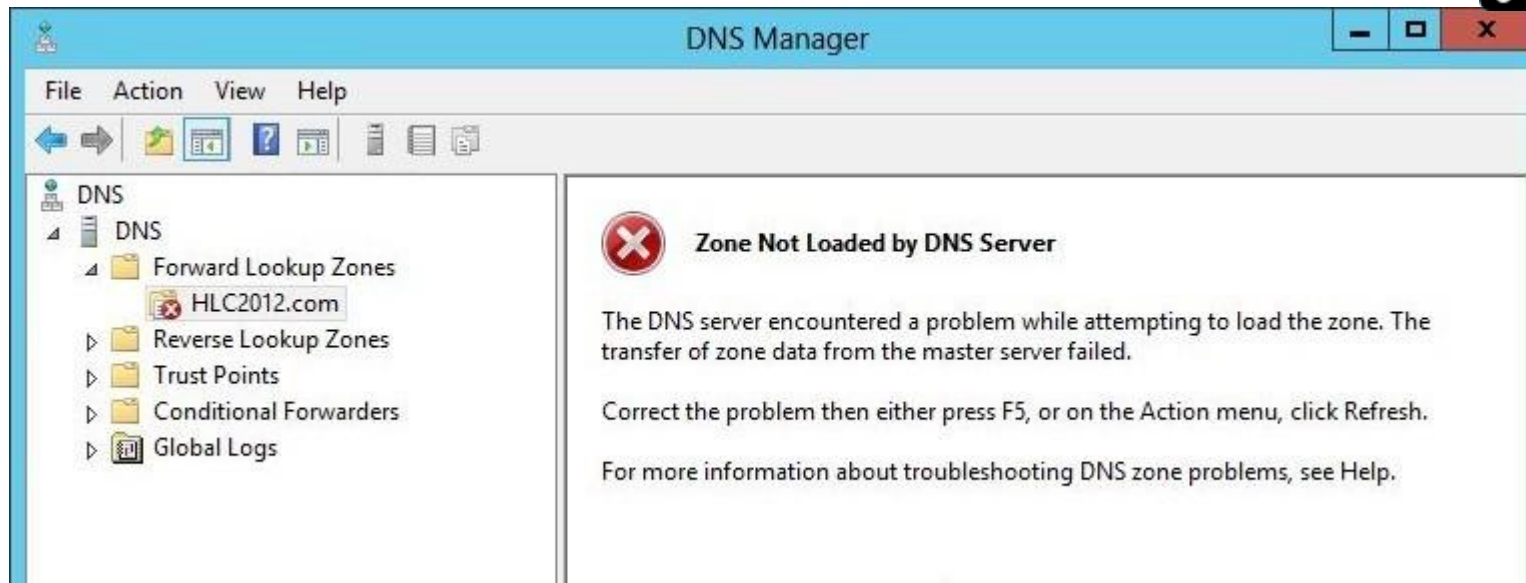 DNS Manager
File Action View Help
DNS
DNS
Forward Lookup Zones
HLC2012.com
Reverse Lookup Zones
Trust Points
Conditional Forwarders
Global Logs
Zone Not Loaded by DNS Server
The DNS server encountered a problem while attempting to load the zone. The
transfer of zone data from the master server failed.
Correct the problem then either press F5, or on the Action menu, click Refresh.
For more information about troubleshooting DNS zone problems, see Help.